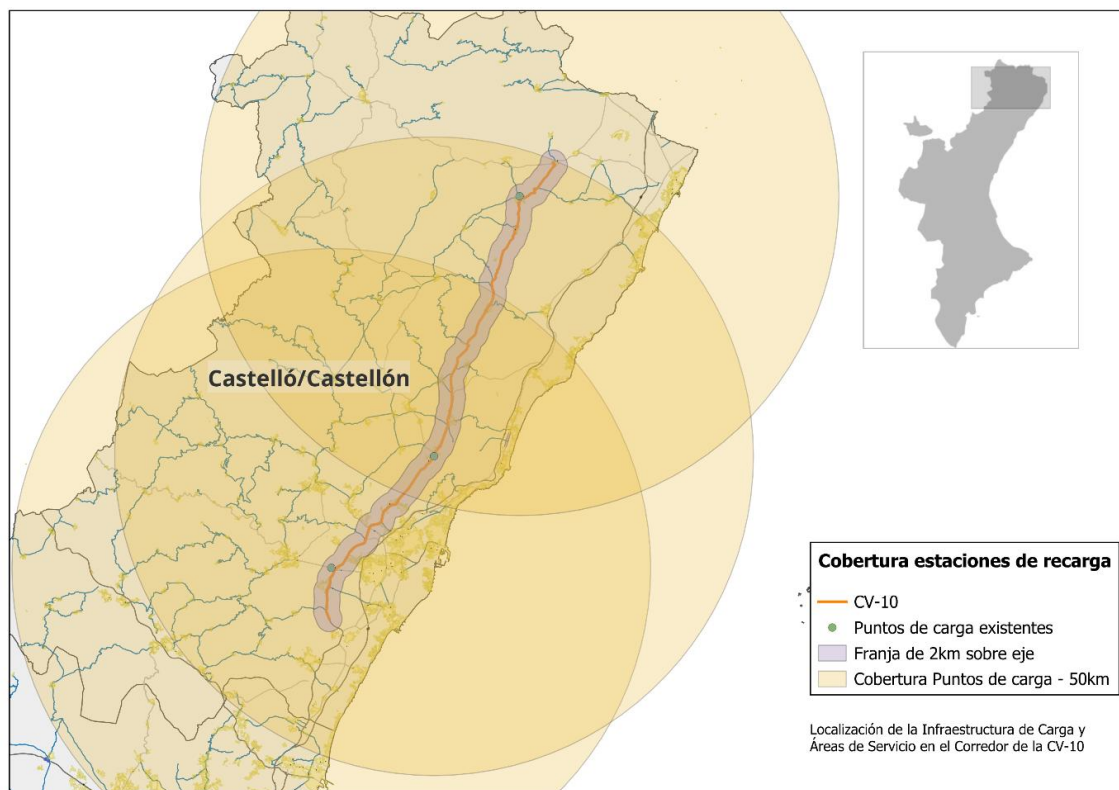 Castelló/Castellón
Cobertura estaciones de recarga
CV-10
Puntos de carga existentes
Franja de 2km sobre eje
Cobertura Puntos de carga - 50km
Localización de la Infraestructura de Carga y
Áreas de Servicio en el Corredor de la CV-10